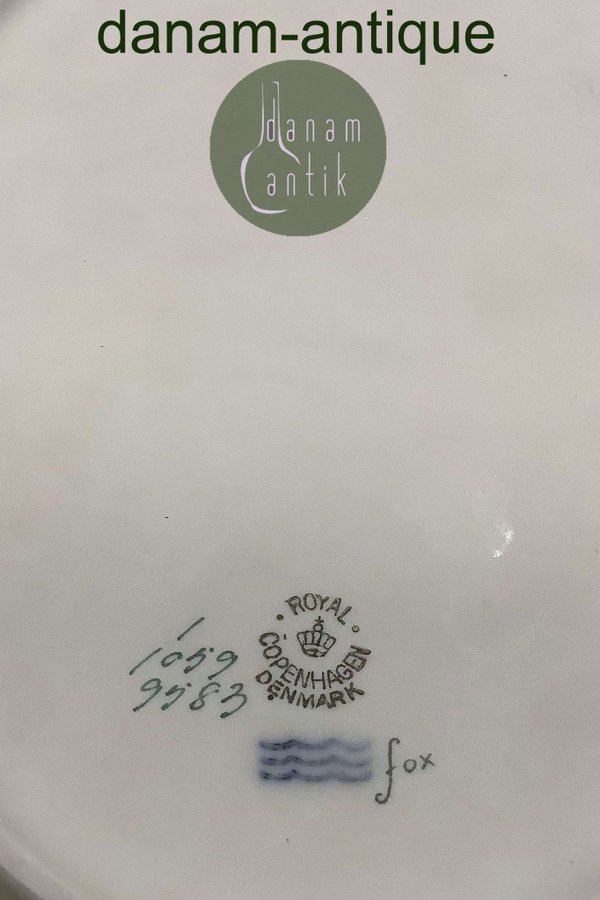 danam-antique
danam
antik
1
1059
9583
ROYAL
COPENHAGEN
DENMARK
fox